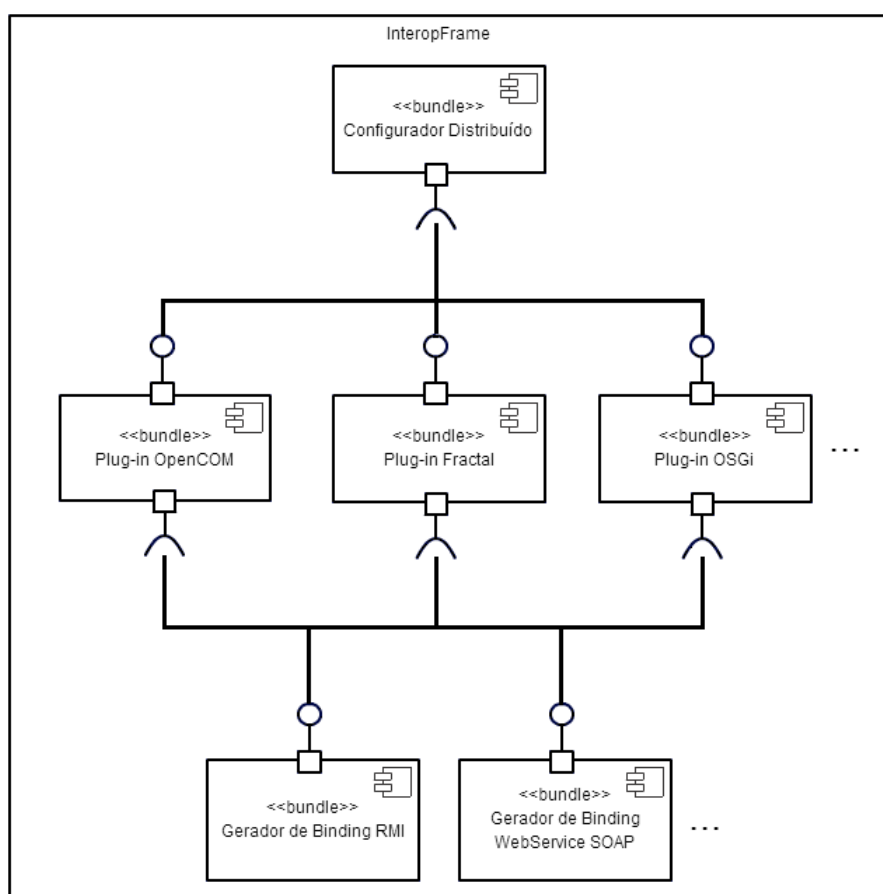 InteropFrame
<<bundle>>
Configurador Distribuído
<<bundle>>
Plug-in OpenCOM
<<bundle>>
Plug-in Fractal
<<bundle>>
Plug-in OSGi
...
<<bundle>>
Gerador de Binding RMI
<<bundle>>
Gerador de Binding
WebService SOAP
...